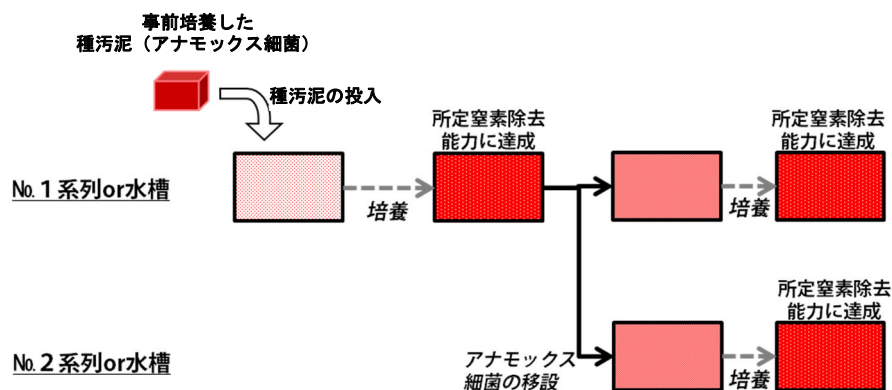 事前培養した
種汚泥（アナモックス細菌）
種汚泥の投入
所定窒素除去
能力に達成
所定窒素除去
能力に達成
№1系列or水槽
培養
培養
所定窒素除去
能力に達成
№2系列or水槽
アナモックス
細菌の移設
培養